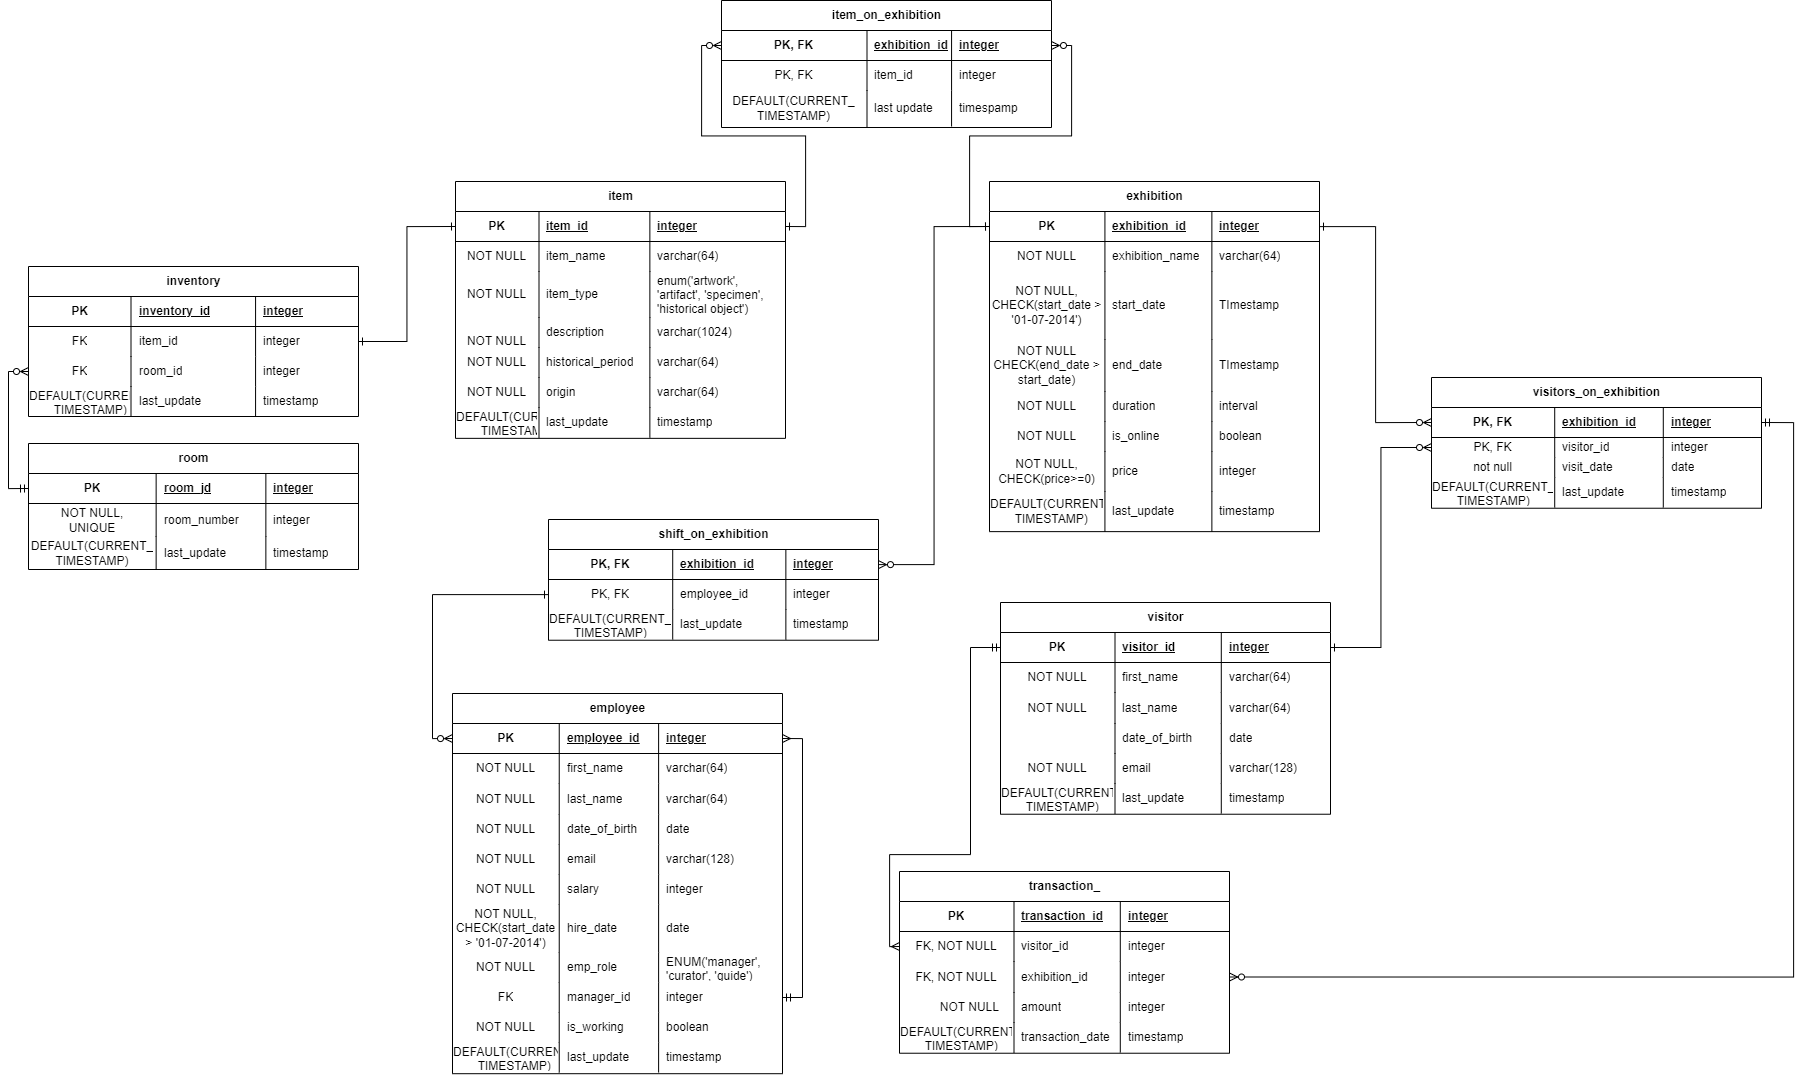 item_on_exhibition
PK, FK exhibition_id integer
PK, FK item_id integer
DEFAULT(CURRENT_
TIMESTAMP) last update timespamp
item
PK item_id integer
NOT NULL item_name varchar(64)
NOT NULL item_type enum('artwork',
'artifact', 'specimen',
'historical object')
NOT NULL description varchar(1024)
NOT NULL historical_period varchar(64)
NOT NULL origin varchar(64)
DEFAULT(CUR
TIMESTAM last_update timestamp
exhibition
PK exhibition_id integer
NOT NULL exhibition_name varchar(64)
NOT NULL,
CHECK(start_date >
'01-07-2014') start_date TImestamp
NOT NULL
CHECK(end_date >
start_date) end_date TImestamp
NOT NULL duration interval
NOT NULL is_online boolean
NOT NULL,
CHECK(price>=0) price integer
DEFAULT(CURRENT
TIMESTAMP) last_update timestamp
inventory
PK inventory_id integer
FK item_id integer
FK room_id integer
DEFAULT(CURRE
TIMESTAMP) last_update timestamp
room
PK room_id integer
NOT NULL,
UNIQUE room_number integer
DEFAULT(CURRENT_
TIMESTAMP) last_update timestamp
visitors_on_exhibition
PK, FK exhibition_id integer
PK, FK visitor_id integer
not null visit_date date
DEFAULT(CURRENT_
TIMESTAMP) last_update timestamp
shift_on_exhibition
PK, FK exhibition_id integer
PK, FK employee_id integer
DEFAULT(CURRENT_
TIMESTAMP) last_update timestamp
visitor
PK visitor_id integer
NOT NULL first_name varchar(64)
NOT NULL last_name varchar(64)
date_of_birth date
NOT NULL email varchar(128)
DEFAULT(CURRENT
TIMESTAMP) last_update timestamp
employee
PK employee_id integer
NOT NULL first_name varchar(64)
NOT NULL last_name varchar(64)
NOT NULL date_of_birth date
NOT NULL email varchar(128)
NOT NULL salary integer
NOT NULL,
CHECK(start_date
> '01-07-2014') hire_date date
NOT NULL emp_role ENUM('manager',
'curator', 'guide')
FK manager_id integer
NOT NULL is_working boolean
DEFAULT(CURREN
TIMESTAMP) last_update timestamp
transaction_
PK transaction_id integer
FK, NOT NULL visitor_id integer
FK, NOT NULL exhibition_id integer
NOT NULL amount integer
DEFAULT(CURRENT
TIMESTAMP) transaction_date timestamp